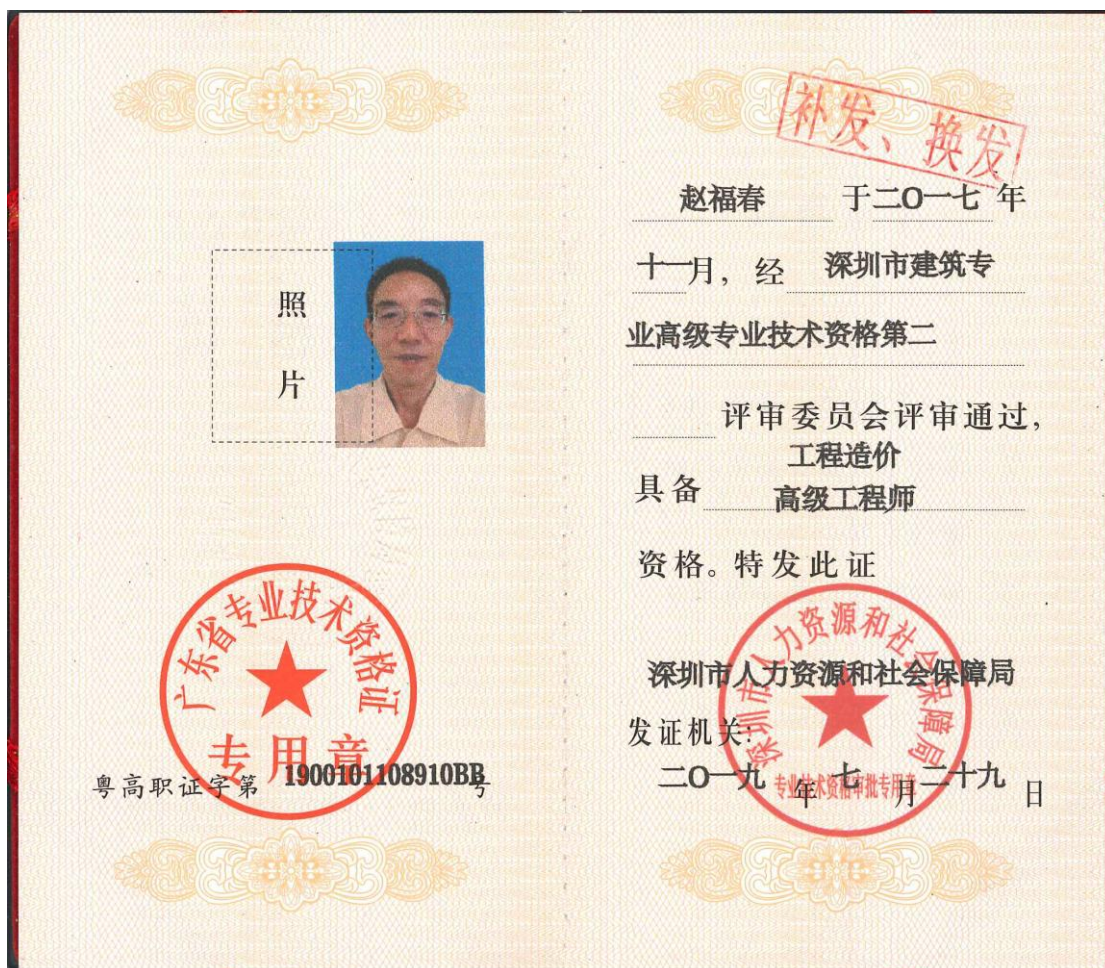 照
片
广东省专业技术资格证
专用章
粤高职证字第 1900101108910BB 号
补发、换发
赵福春 于二〇一七 年
十一月，经 深圳市建筑专
业高级专业技术资格第二
评审委员会评审通过，
工程造价
具备 高级工程师
资格。特发此证
深圳市人力资源和社会保障局
深圳市人力资源和社会保障局
发证机关：
二〇一九 年 七 月 二十九 日
专业技术资格审批专用章